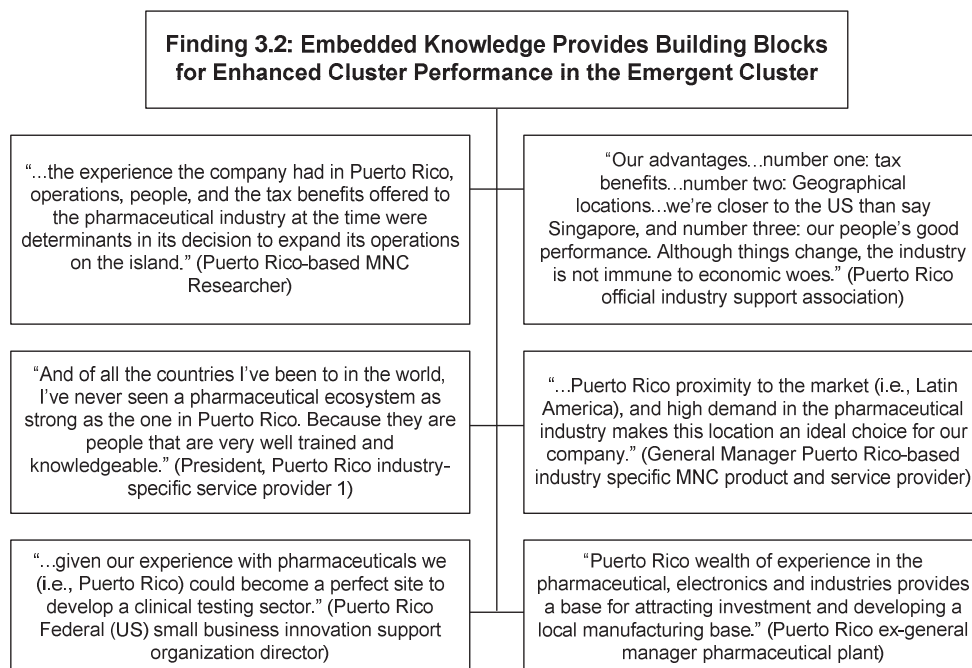 Finding 3.2: Embedded Knowledge Provides Building Blocks
for Enhanced Cluster Performance in the Emergent Cluster
“…the experience the company had in Puerto Rico,
operations, people, and the tax benefits offered to
the pharmaceutical industry at the time were
determinants in its decision to expand its operations
on the island.” (Puerto Rico-based MNC
Researcher)
“Our advantages…number one: tax
benefits…number two: Geographical
locations…we’re closer to the US than say
Singapore, and number three: our people’s good
performance. Although things change, the industry
is not immune to economic woes.” (Puerto Rico
official industry support association)
“And of all the countries I’ve been to in the world,
I’ve never seen a pharmaceutical ecosystem as
strong as the one in Puerto Rico. Because they are
people that are very well trained and
knowledgeable.” (President, Puerto Rico industry-
specific service provider 1)
“…Puerto Rico proximity to the market (i.e., Latin
America), and high demand in the pharmaceutical
industry makes this location an ideal choice for our
company.” (General Manager Puerto Rico-based
industry specific MNC product and service provider)
“…given our experience with pharmaceuticals we
(i.e., Puerto Rico) could become a perfect site to
develop a clinical testing sector.” (Puerto Rico
Federal (US) small business innovation support
organization director)
“Puerto Rico wealth of experience in the
pharmaceutical, electronics and industries provides
a base for attracting investment and developing a
local manufacturing base.” (Puerto Rico ex-general
manager pharmaceutical plant)